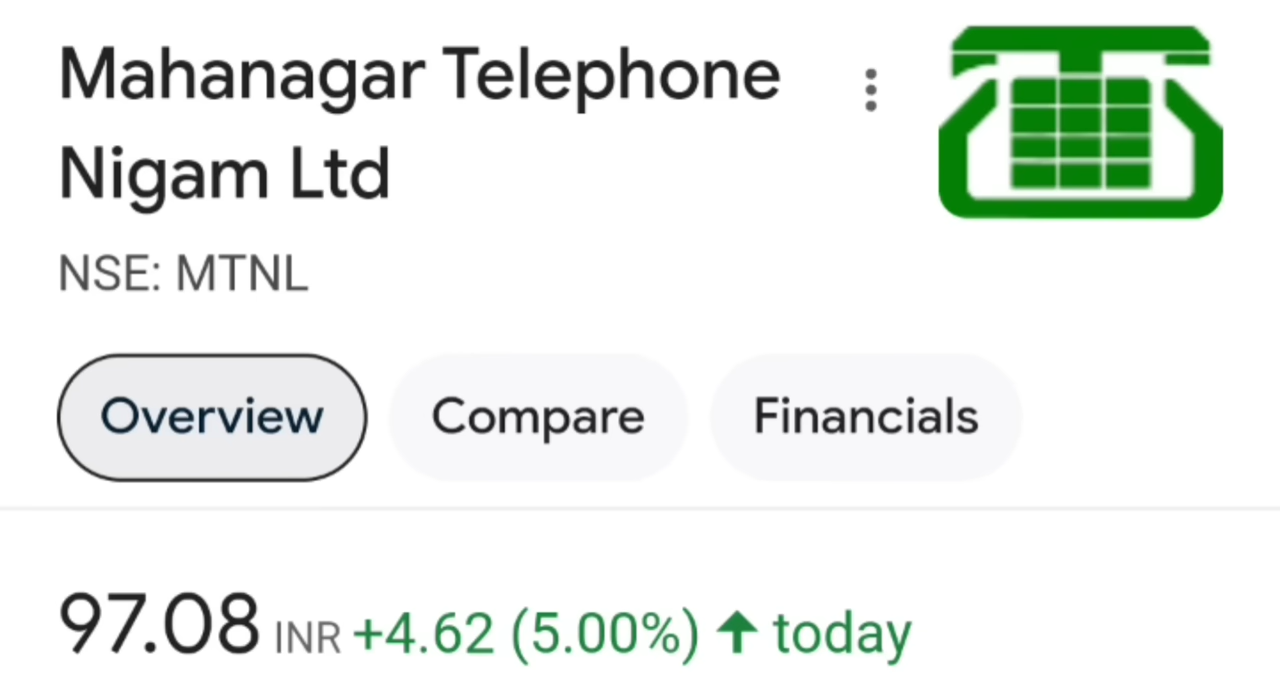 Mahanagar Telephone
Nigam Ltd
NSE: MTNL
Overview Compare Financials
97.08 INR +4.62 (5.00%) ↑ today